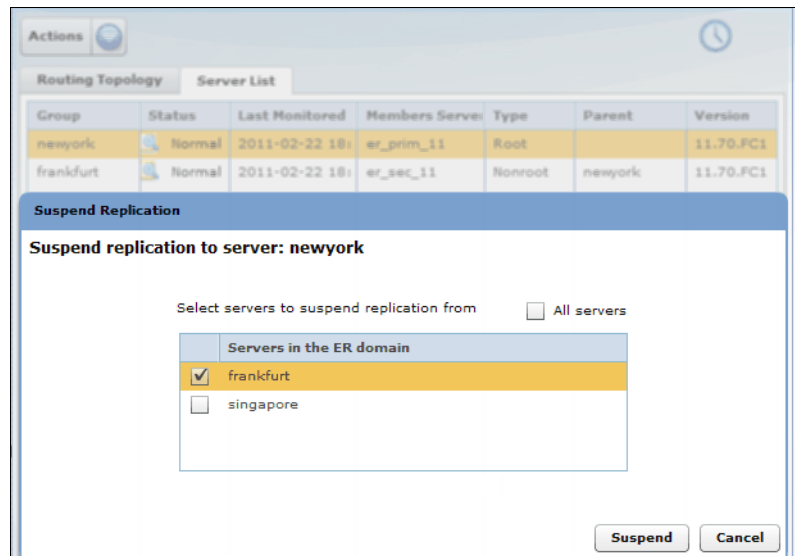 Actions
Routing Topology Server List
Group Status Last Monitored Members Server Type Parent Version
newyork Normal 2011-02-22 18: er_prim_11 Root 11.70.FC1
frankfurt Normal 2011-02-22 18: er_sec_11 Nonroot newyork 11.70.FC1
Suspend Replication
Suspend replication to server: newyork
Select servers to suspend replication from All servers
Servers in the ER domain
frankfurt
singapore
Suspend Cancel